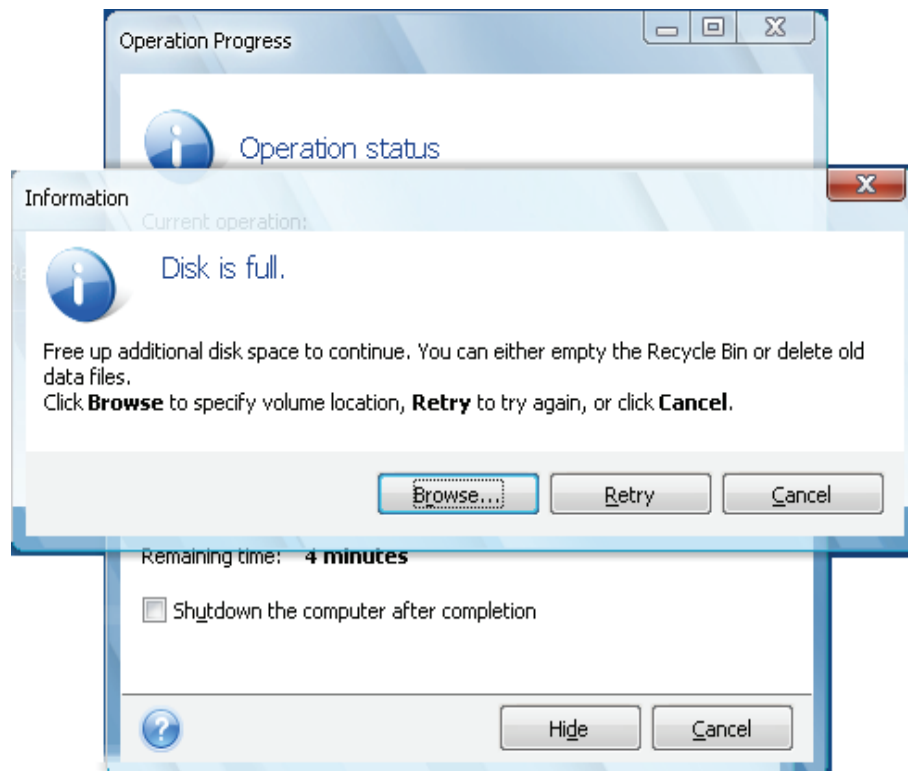 Operation Progress
Operation status
Information
Current operation:
Disk is full.
Free up additional disk space to continue. You can either empty the Recycle Bin or delete old
data files.
Click Browse to specify volume location, Retry to try again, or click Cancel.
Browse...
Retry
Cancel
Remaining time: 4 minutes
Shutdown the computer after completion
Hide
Cancel